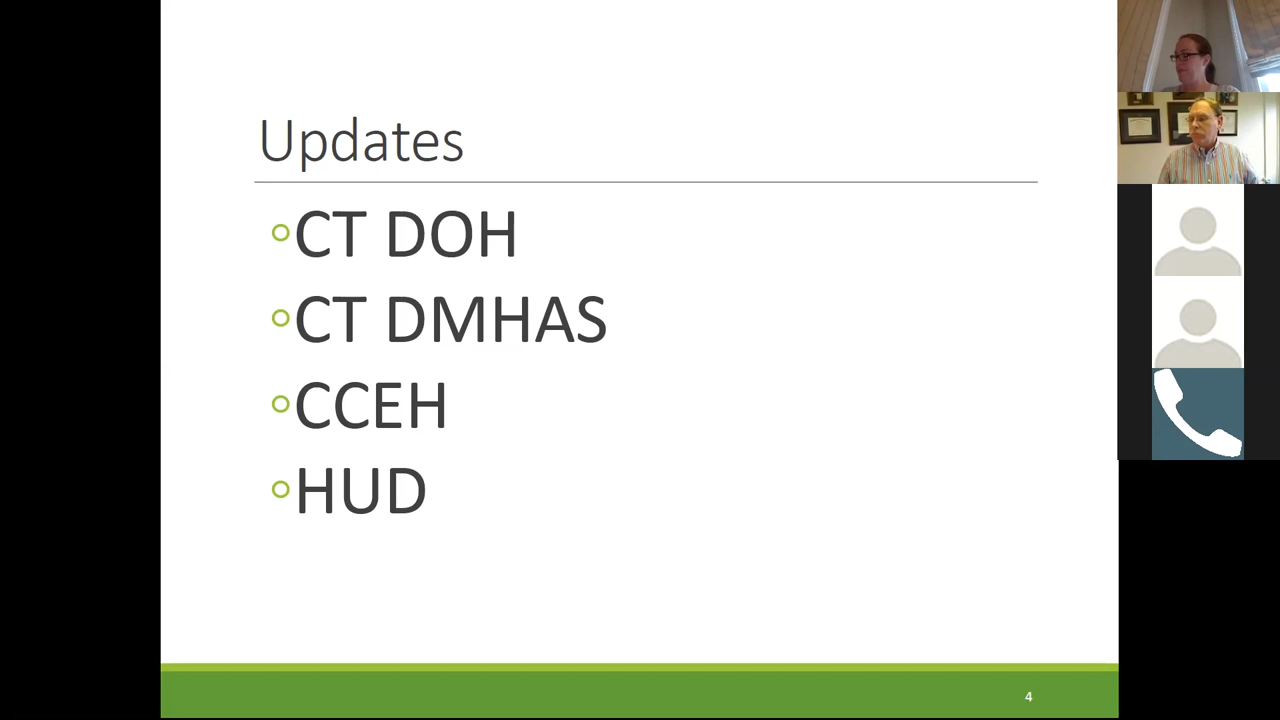 Updates
CT DOH
CT DMHAS
CCEH
HUD
4